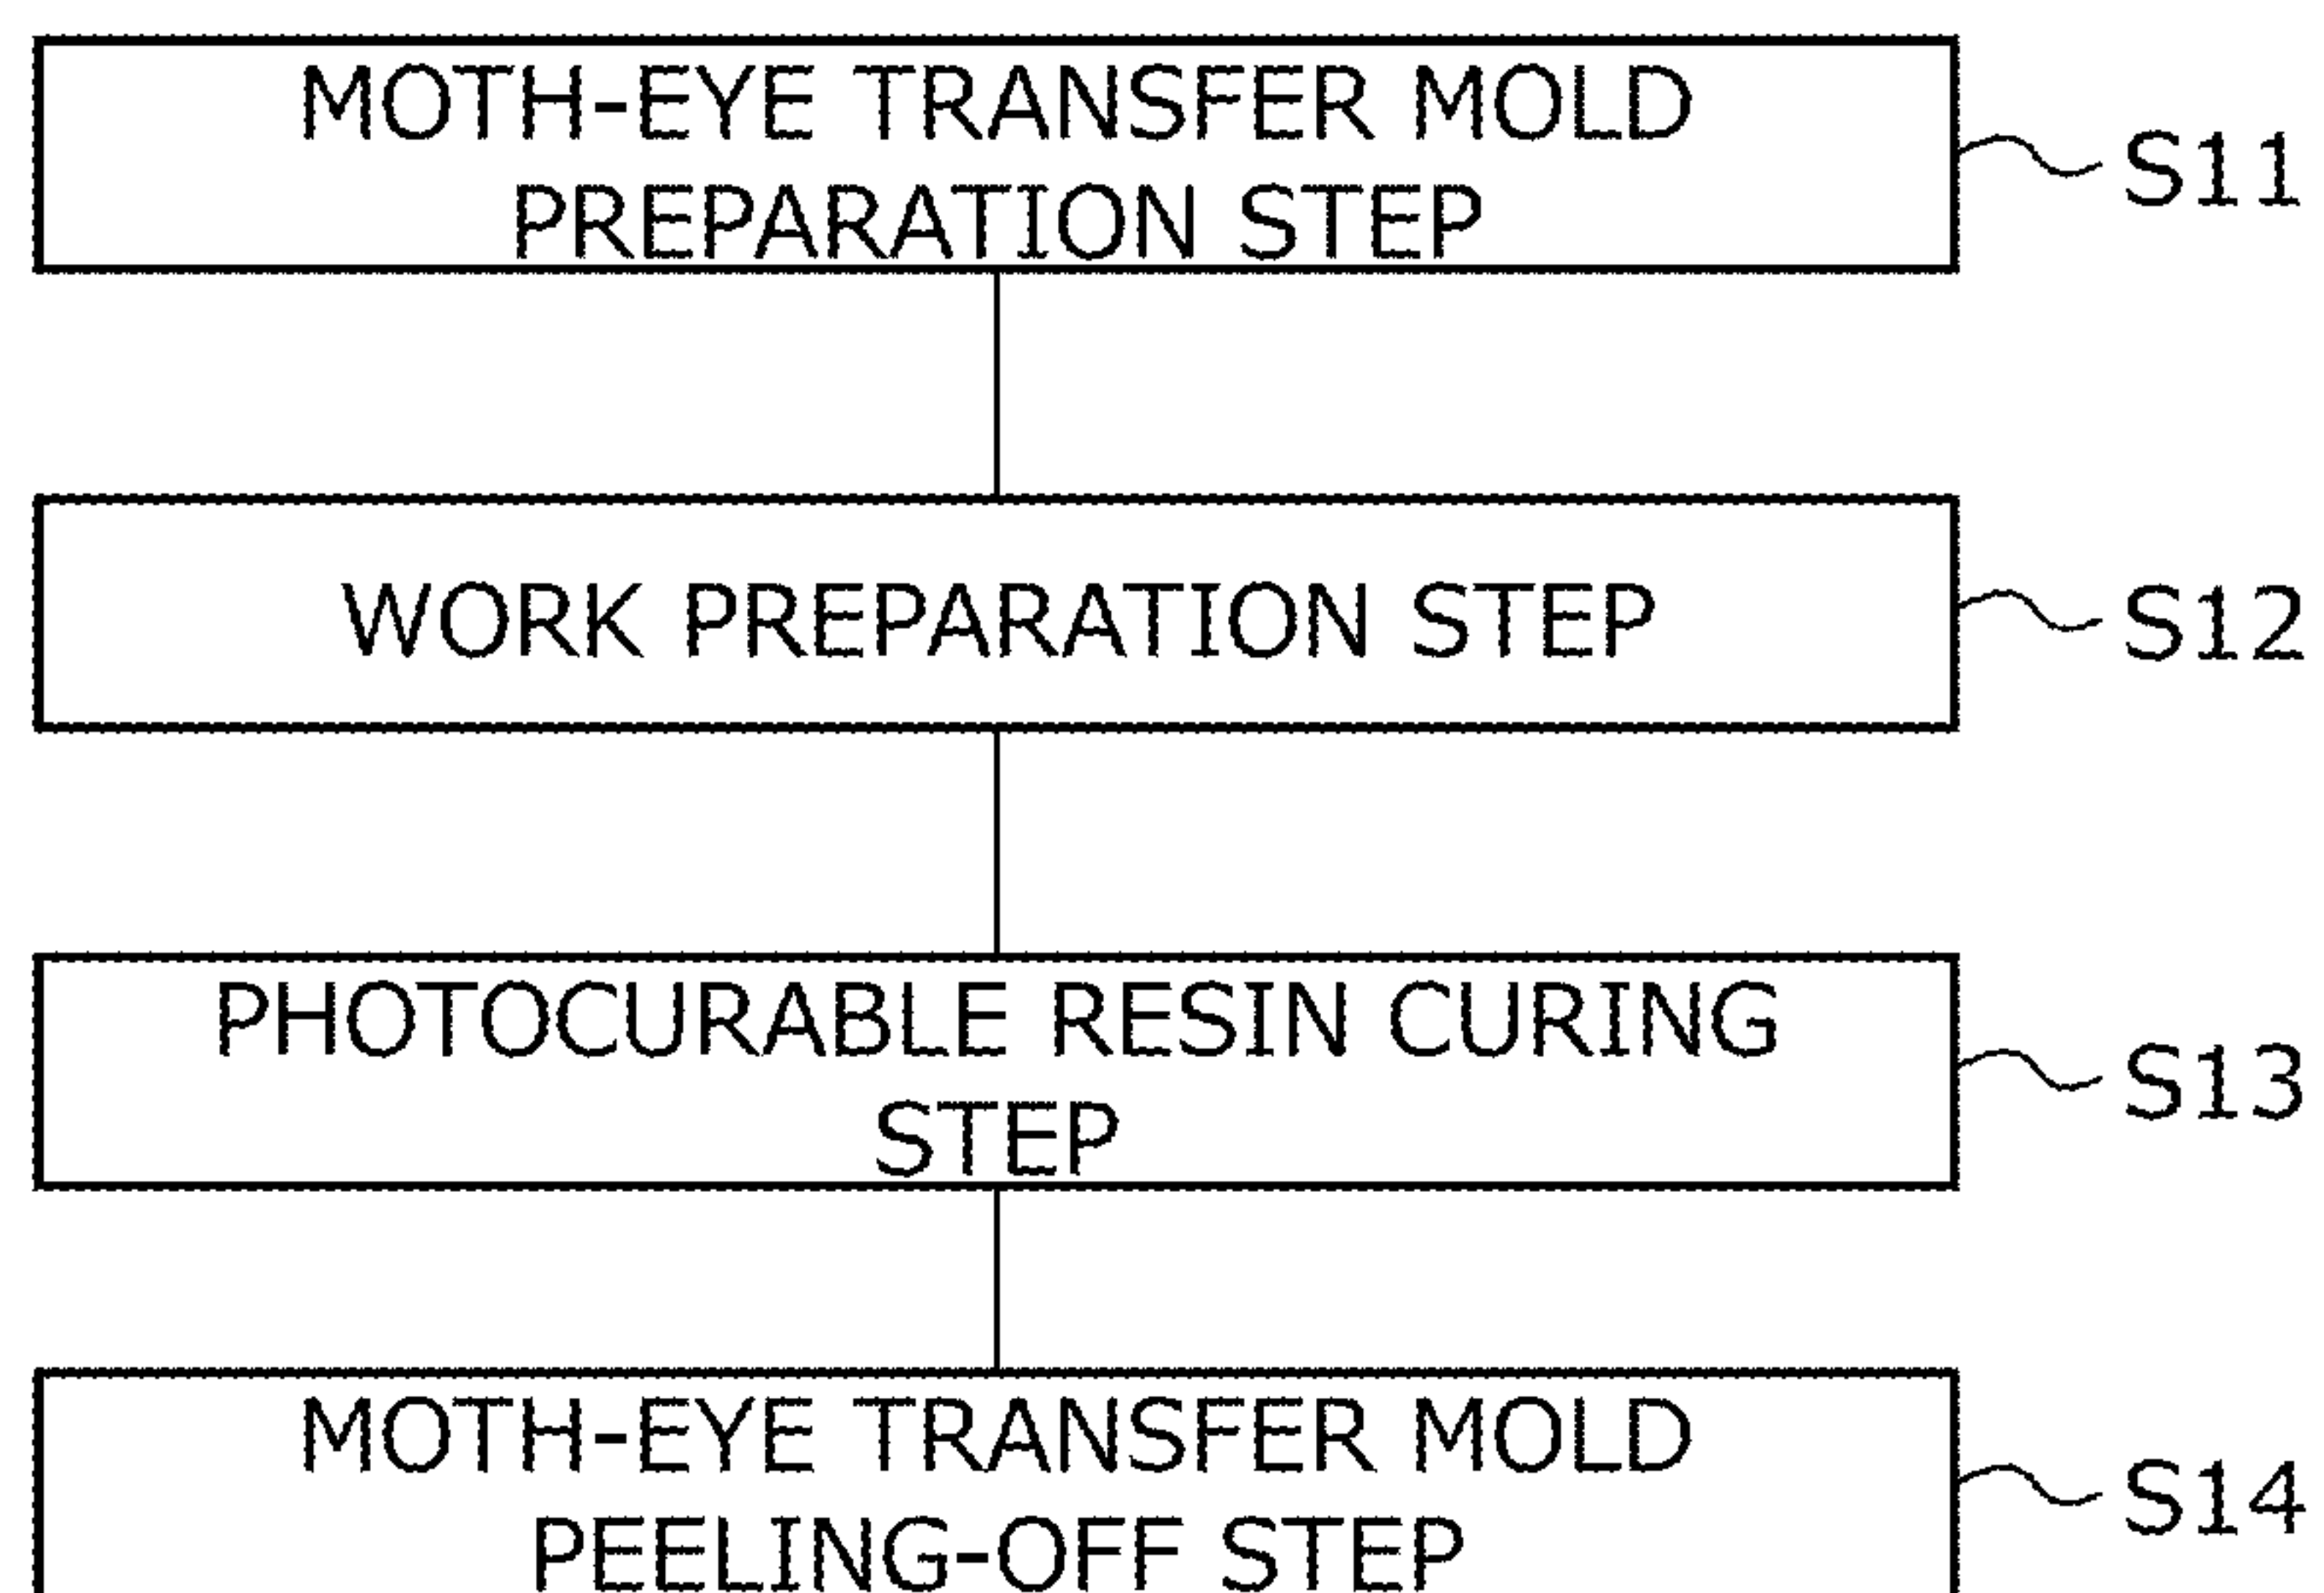 MOTH-EYE TRANSFER MOLD
PREPARATION STEP
S11
WORK PREPARATION STEP
S12
PHOTOCURABLE RESIN CURING
STEP
S13
MOTH-EYE TRANSFER MOLD
PEELING-OFF STEP
S14